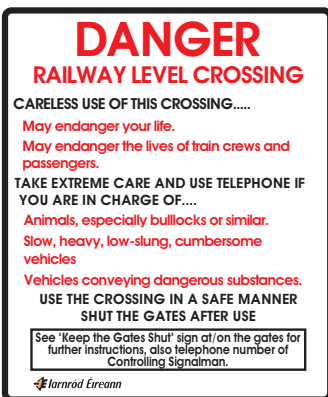 DANGER
RAILWAY LEVEL CROSSING
CARELESS USE OF THIS CROSSING.....
May endanger your life.
May endanger the lives of train crews and
passengers.
TAKE EXTREME CARE AND USE TELEPHONE IF
YOU ARE IN CHARGE OF....
Animals, especially bulllocks or similar.
Slow, heavy, low-slung, cumbersome
vehicles
Vehicles conveying dangerous substances.
USE THE CROSSING IN A SAFE MANNER
SHUT THE GATES AFTER USE
See ‘Keep the Gates Shut’ sign at/on the gates for
further instructions, also telephone number of
Controlling Signalman.
Iarnród Éireann